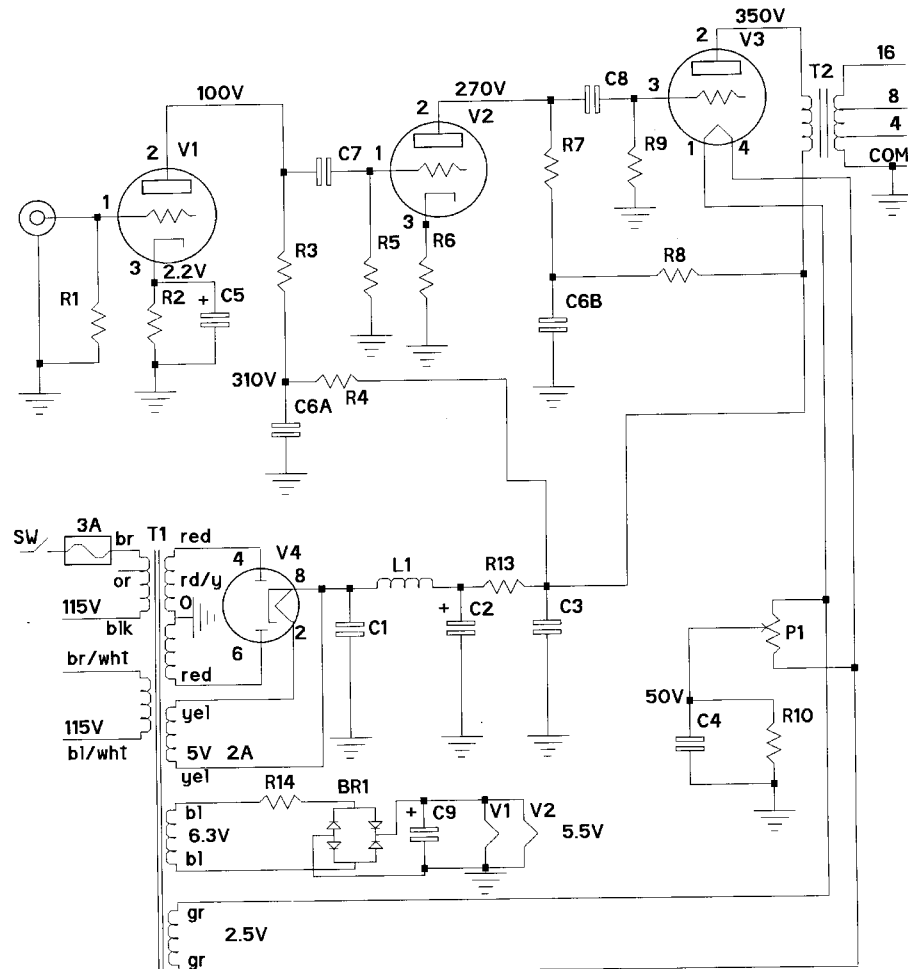 350V
2 V3
T2
16
8
4
COM
C8
3
1 4
100V
270V
2 V1
2 V2
C7
1
R7
R9
1
3
2.2V
R3
R5
3
R6
R8
R1
R2
+ C5
C6B
310V
R4
C6A
SW
3A
br
T1
red
4 V4
8
or
rd/y
0
L1
R13
115V
blk
2
C1
+ C2
C3
P1
br/wht
6
red
yel
50V
C4
R10
115V
bl/wht
5V 2A
yel
R14
BR1
bl
6.3V
bl
+ C9
V1 V2
5.5V
gr
2.5V
gr